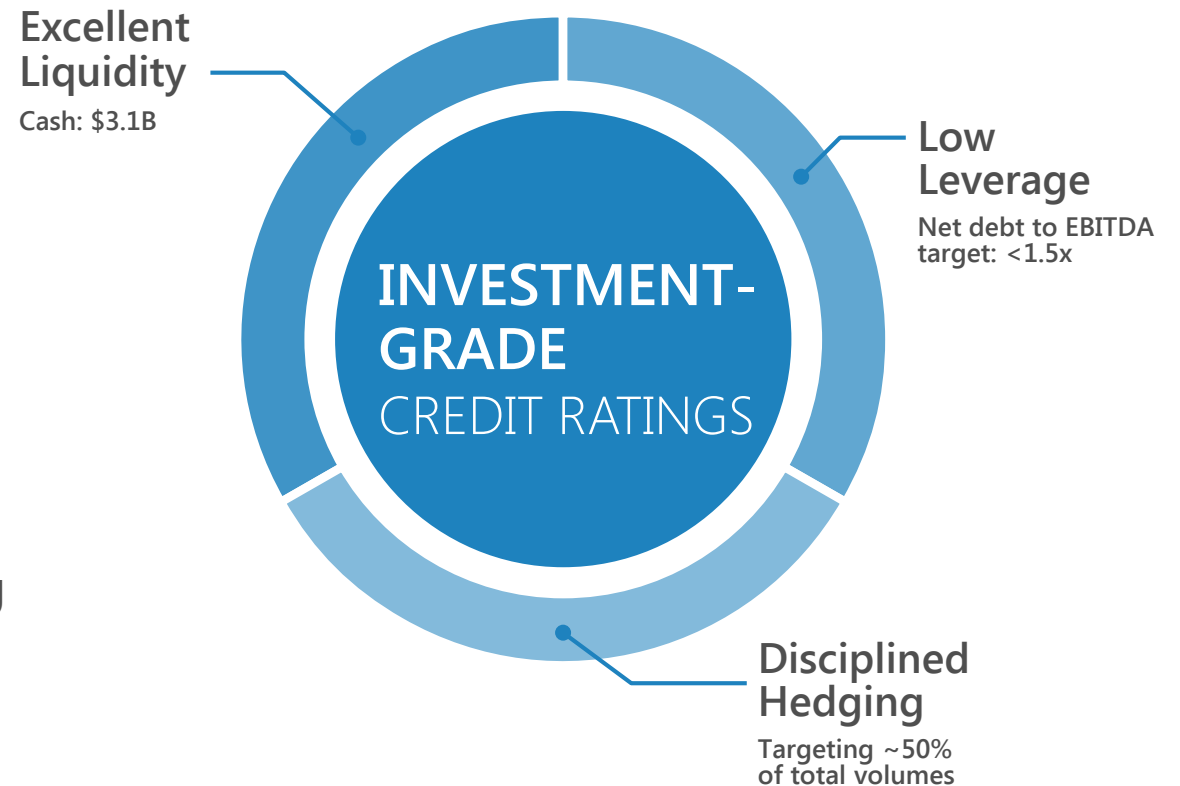 Excellent
Liquidity
Cash: $3.1B
Low
Leverage
Net debt to EBITDA
target: <1.5x
INVESTMENT-
GRADE
CREDIT RATINGS
Disciplined
Hedging
Targeting ~50%
of total volumes